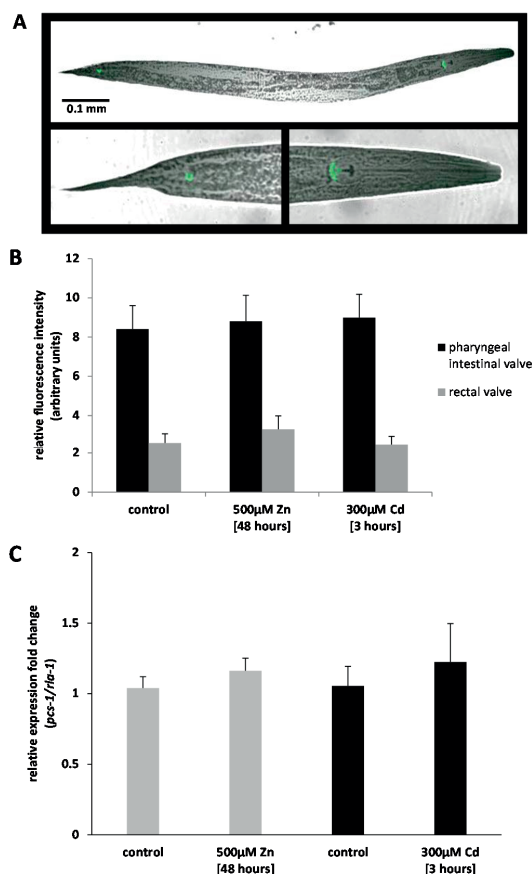 A
0.1 mm
B
relative fluorescence intensity
(arbitrary units)
12
10
8
6
4
2
0
control
500µM Zn
[48 hours]
300µM Cd
[3 hours]
pharyngeal
intestinal valve
rectal valve
C
relative expression fold change
(pcs-1/rla-1)
2
1.5
1
0.5
0
control
500µM Zn
[48 hours]
control
300µM Cd
[3 hours]